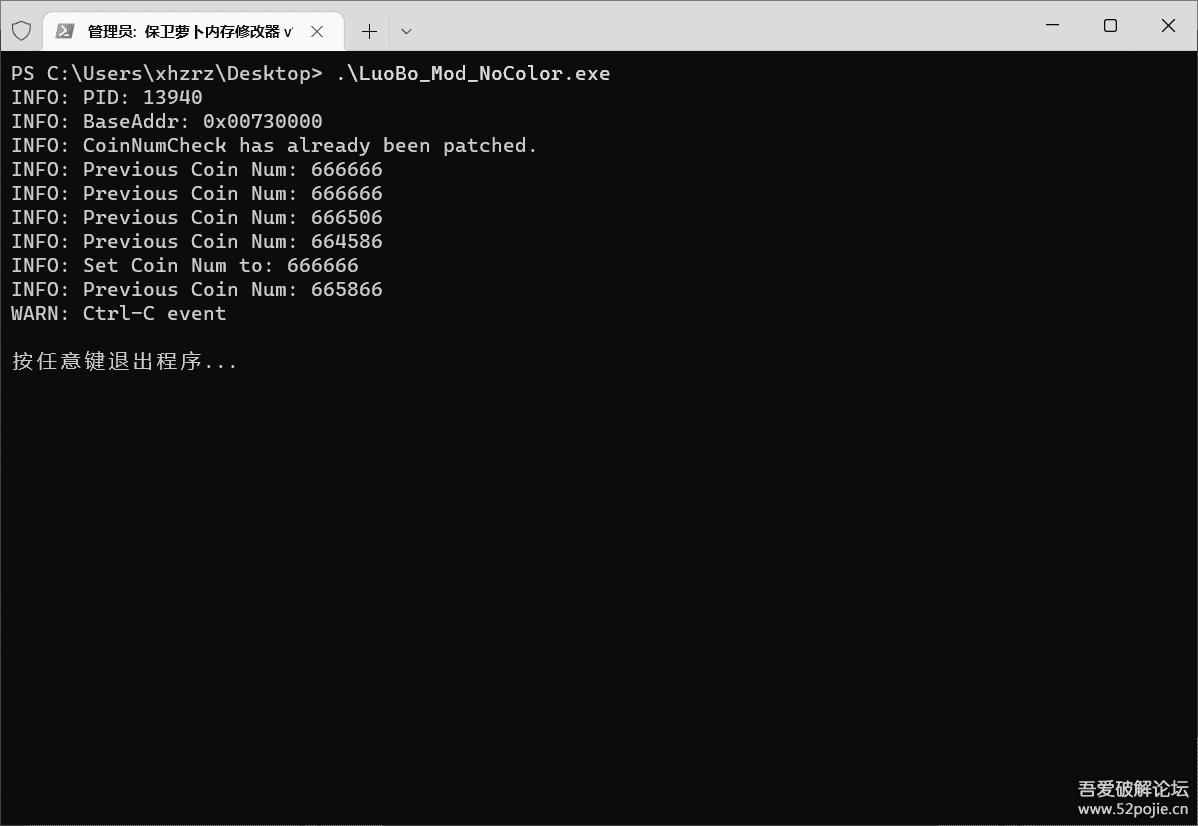 管理员: 保卫萝卜内存修改器 v
PS C:\Users\xhzrz\Desktop> .\LuoBo_Mod_NoColor.exe
INFO: PID: 13940
INFO: BaseAddr: 0x00730000
INFO: CoinNumCheck has already been patched.
INFO: Previous Coin Num: 666666
INFO: Previous Coin Num: 666666
INFO: Previous Coin Num: 666506
INFO: Previous Coin Num: 664586
INFO: Set Coin Num to: 666666
INFO: Previous Coin Num: 665866
WARN: Ctrl-C event
按任意键退出程序...
吾爱破解论坛
www.52pojie.cn